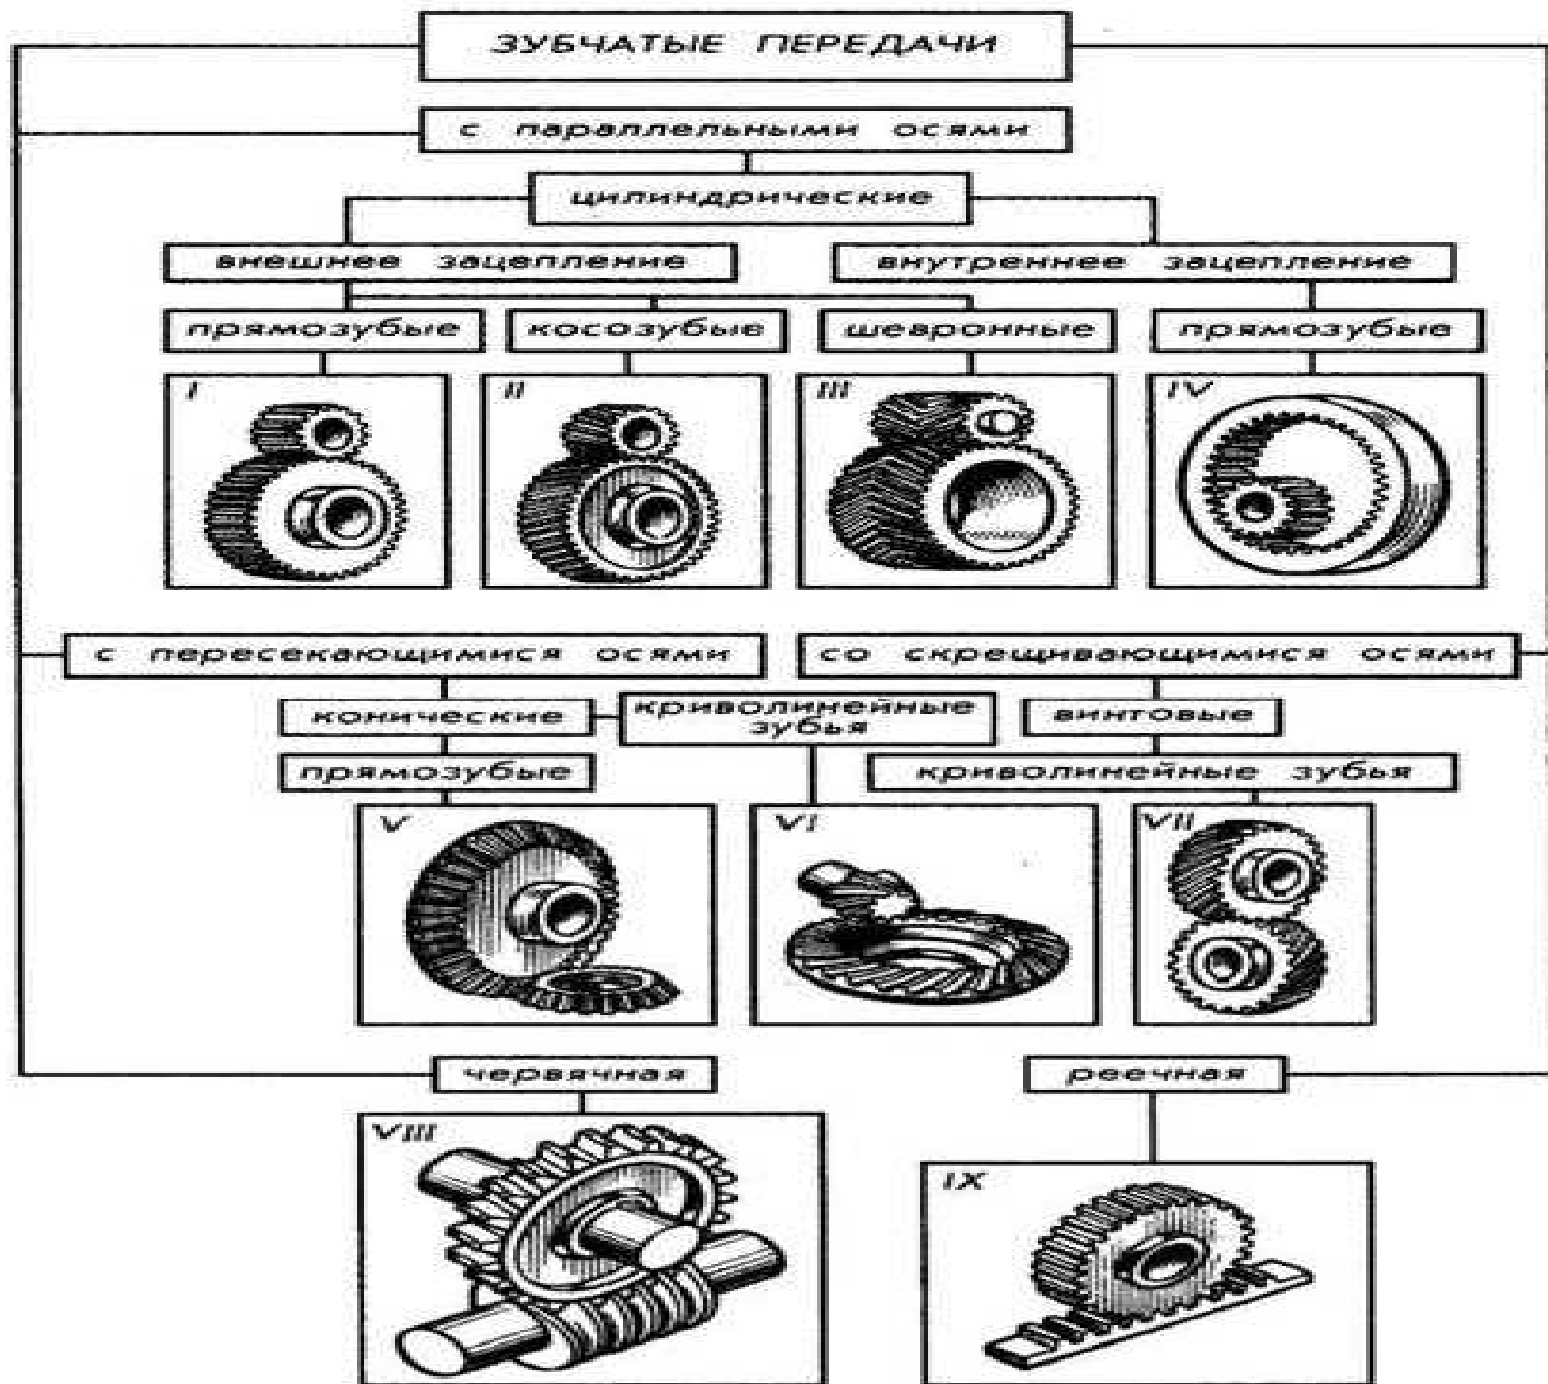 ЗУБЧАТЫЕ ПЕРЕДАЧИ
с параллельными осями
цилиндрические
внешнее зацепление
внутреннее зацепление
прямозубые
косозубые
шевронные
прямозубые
I
II
III
IV
с пересекающимися осями
со скрещивающимися осями
конические
криволинейные
зубья
винтовые
прямозубые
криволинейные зубья
V
VI
VII
червячная
реечная
VIII
IX